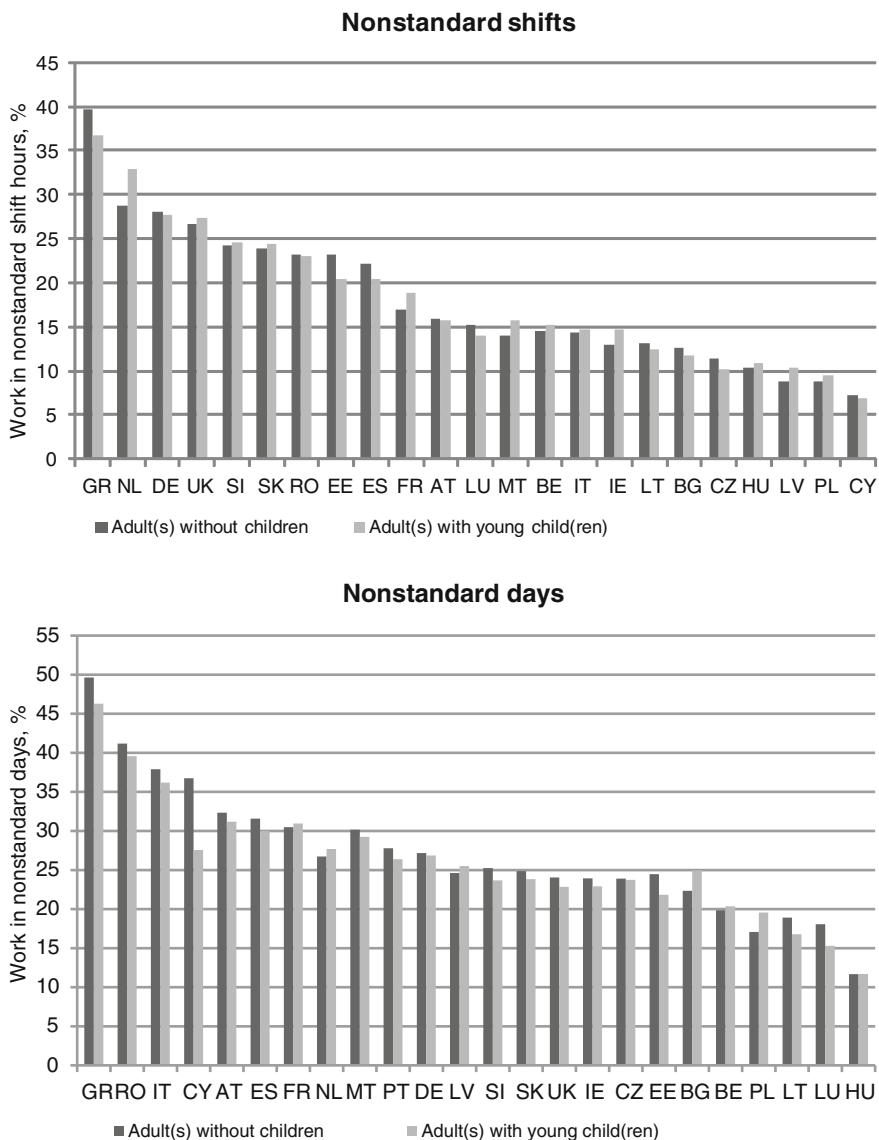 Nonstandard shifts
Work in nonstandard shift hours, %
45
40
35
30
25
20
15
10
5
0
GR NL DE UK SI SK RO EE ES FR AT LU MT BE IT IE LT BG CZ HU LV PL CY
Adult(s) without children Adult(s) with young child(ren)
Nonstandard days
Work in nonstandard days, %
55
50
45
40
35
30
25
20
15
10
5
0
GR RO IT CY AT ES FR NL MT PT DE LV SI SK UK IE CZ EE BG BE PL LT LU HU
Adult(s) without children Adult(s) with young child(ren)